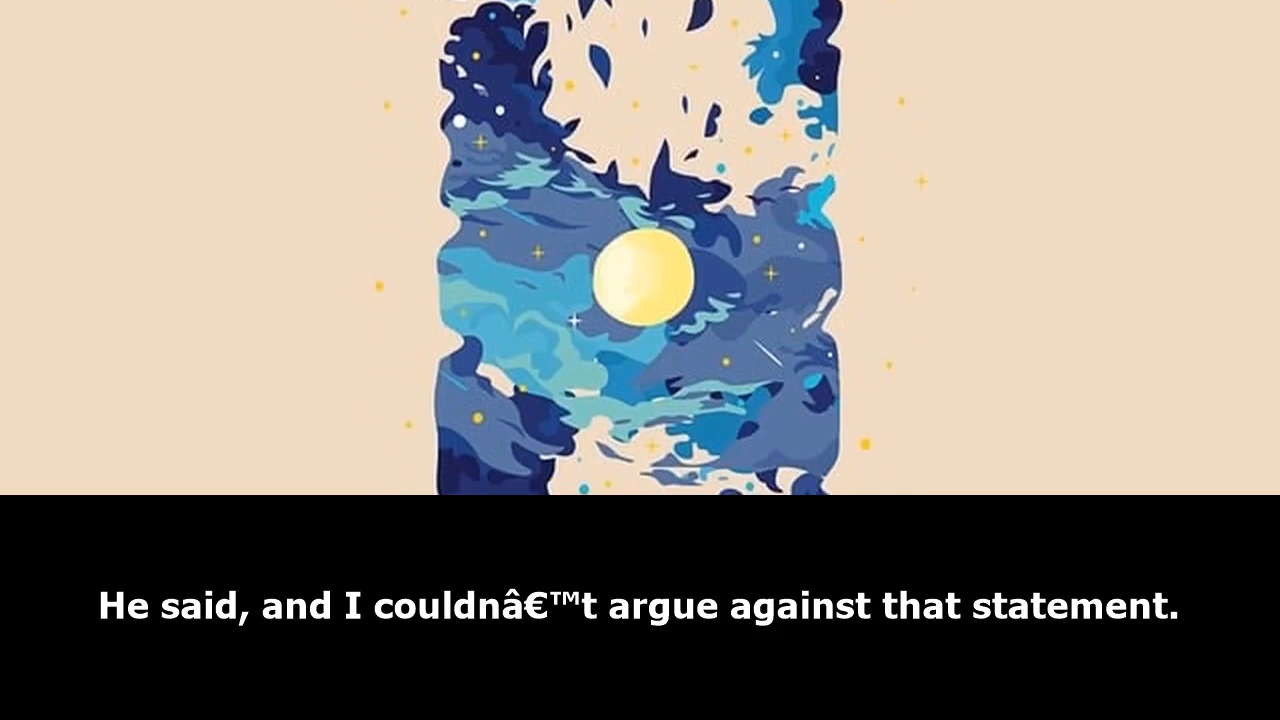 He said, and I couldnâ€™t argue against that statement.